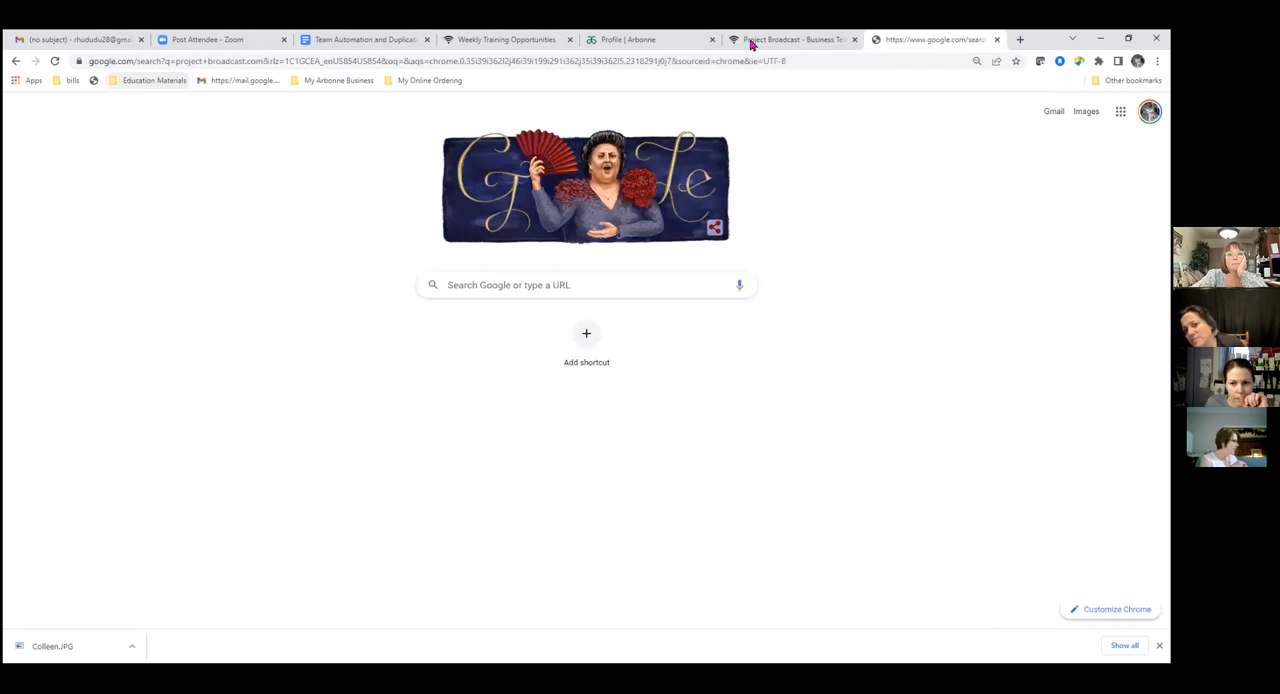 (no subject) - rhududu28@gmai
Post Attendee - Zoom
Team Automation and Duplicat
Weekly Training Opportunities
Profile | Arbonne
Project Broadcast - Business Te
https://www.google.com/searc
google.com/search?q=project+broadcast.com&rlz=1C1GCEA_enUS854US854&oq=&aqs=chrome.0.35i39i362l2j46i39i199i291i362j35i39i362l5.2318291j0j7&sourceid=chrome&ie=UTF-8
Apps
bills
Education Materials
https://mail.google....
My Arbonne Business
My Online Ordering
Other bookmarks
Gmail
Images
G
le
Search Google or type a URL
Add shortcut
Customize Chrome
Colleen.JPG
Show all